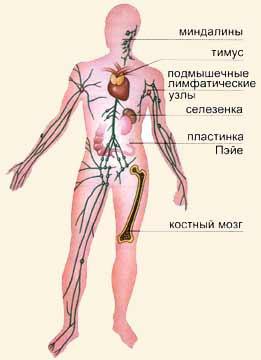 миндалины
тимус
подмышечные
лимфатические
узлы
селезенка
пластинка
Пэйе
костный мозг